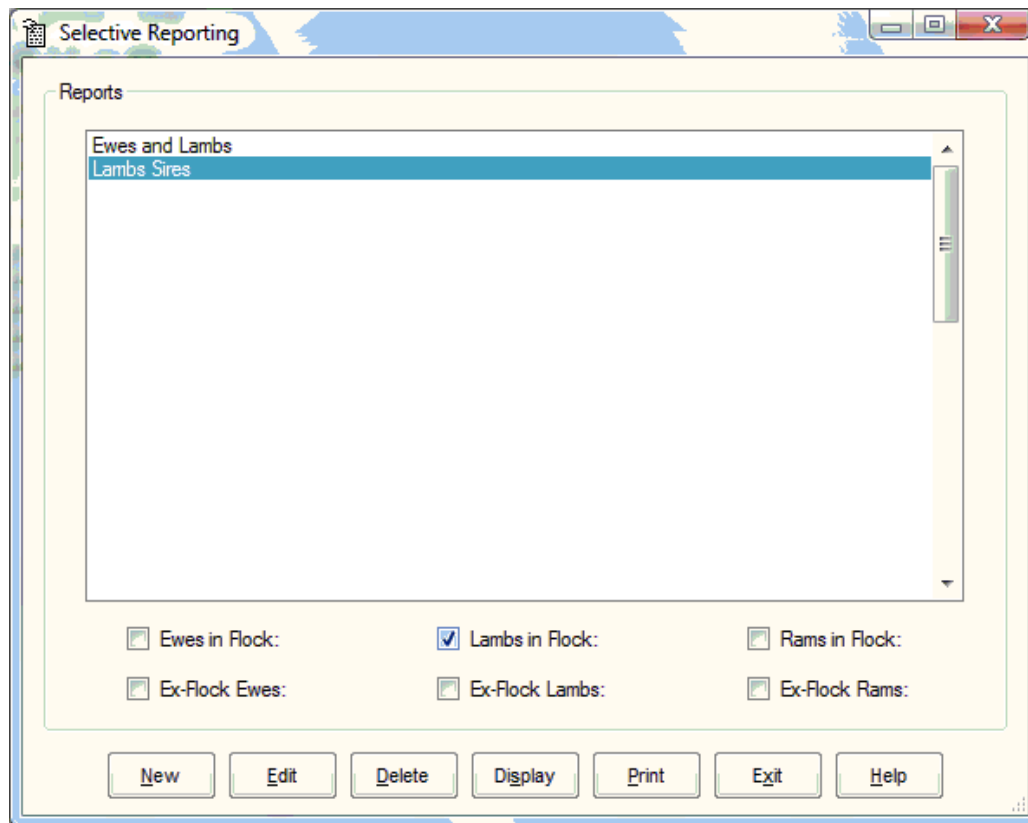 Selective Reporting
Reports
Ewes and Lambs
Lambs Sires
Ewes in Flock: Lambs in Flock: Rams in Flock:
Ex-Flock Ewes: Ex-Flock Lambs: Ex-Flock Rams:
New Edit Delete Display Print Exit Help